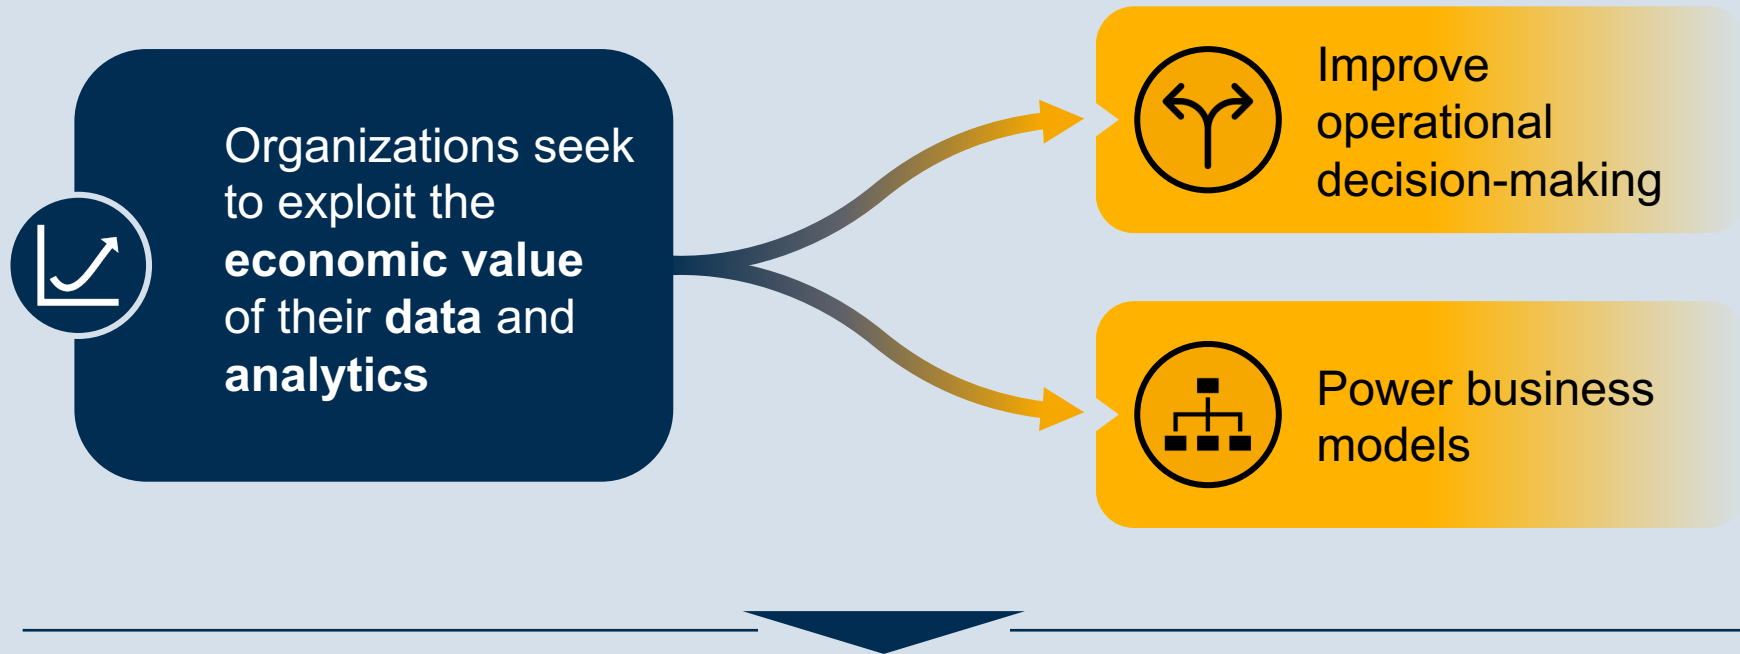 Organizations seek
to exploit the
economic value
of their data and
analytics
Improve
operational
decision-making
Power business
models